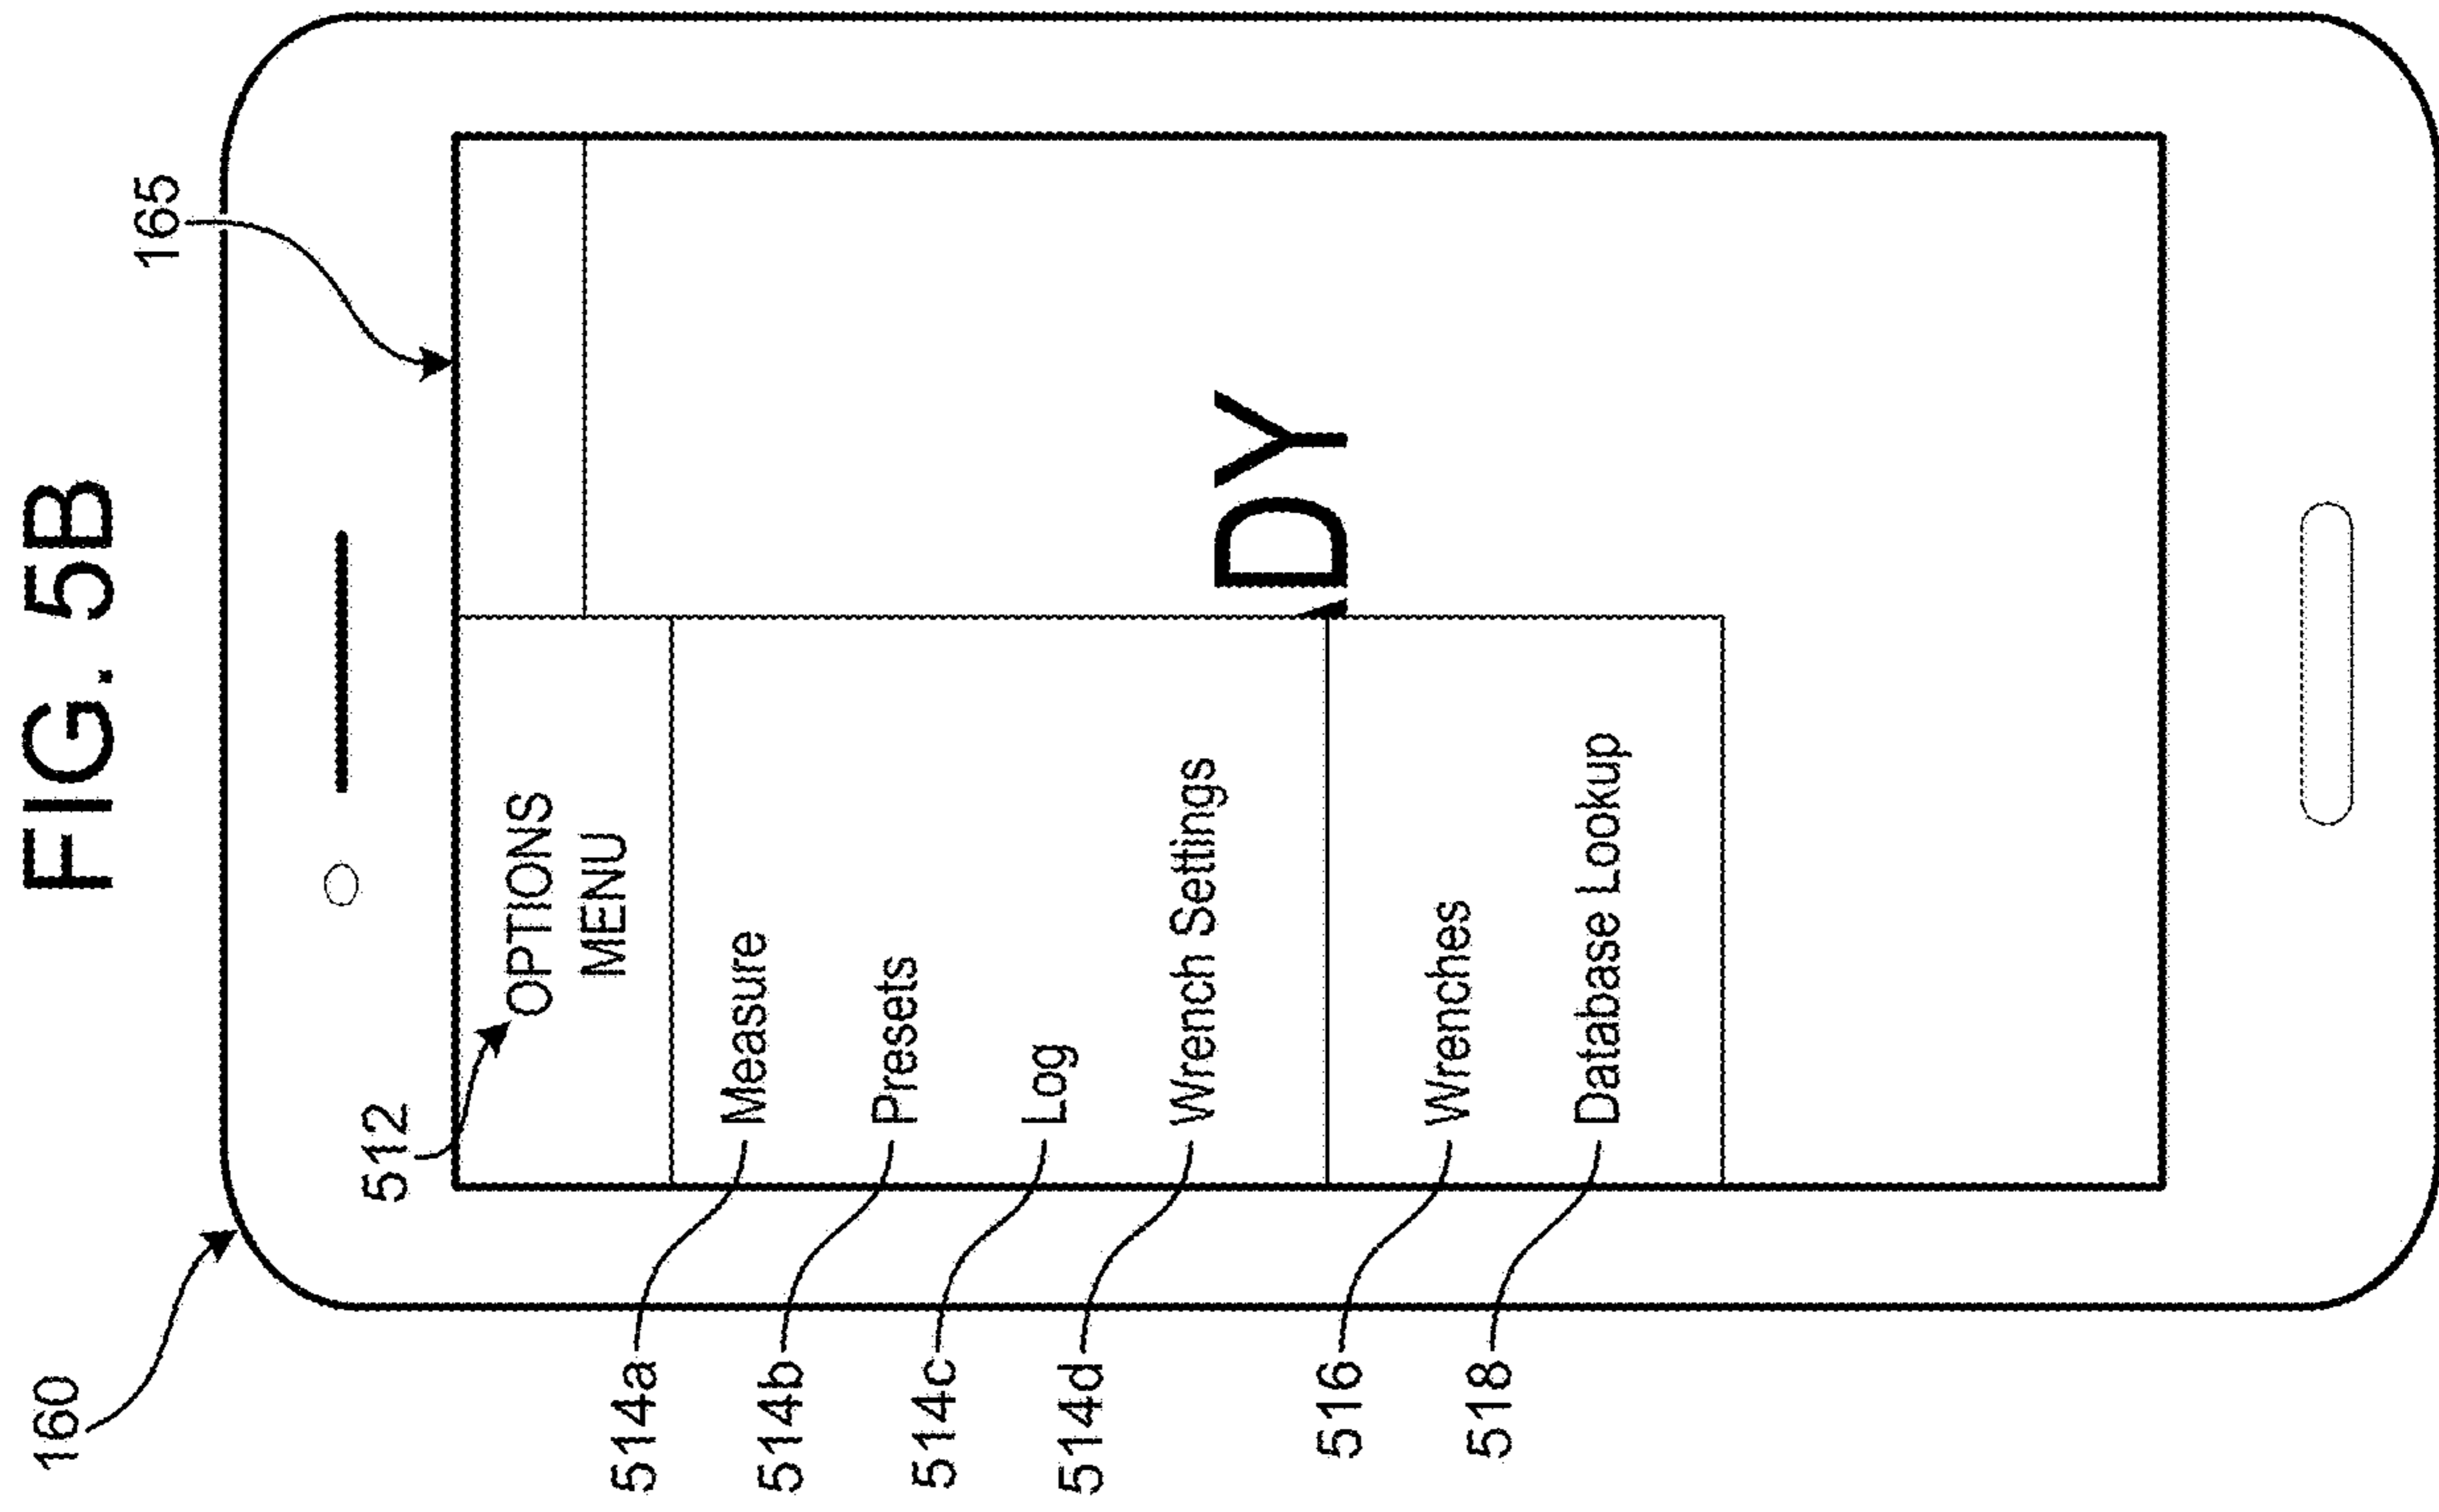 FIG. 5B
160
165
512
OPTIONS
MENU
514a
Measure
514b
Presets
514c
Log
514d
Wrench Settings
DY
516
Wrenches
518
Database Lookup